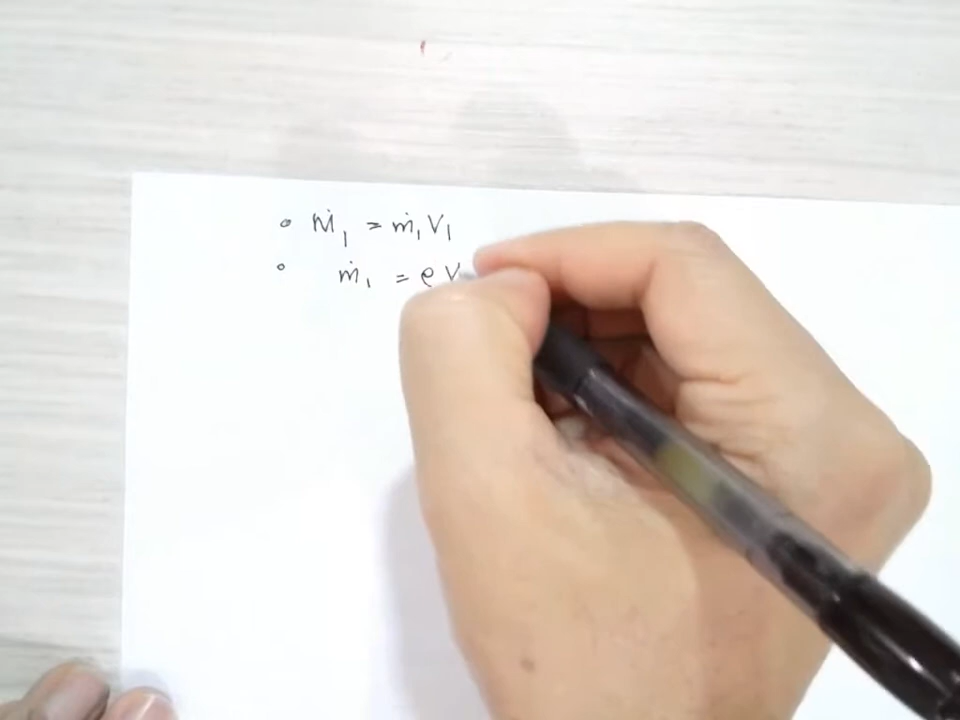 • Ṁ₁ = ṁ₁V₁
• ṁ₁ = ρV